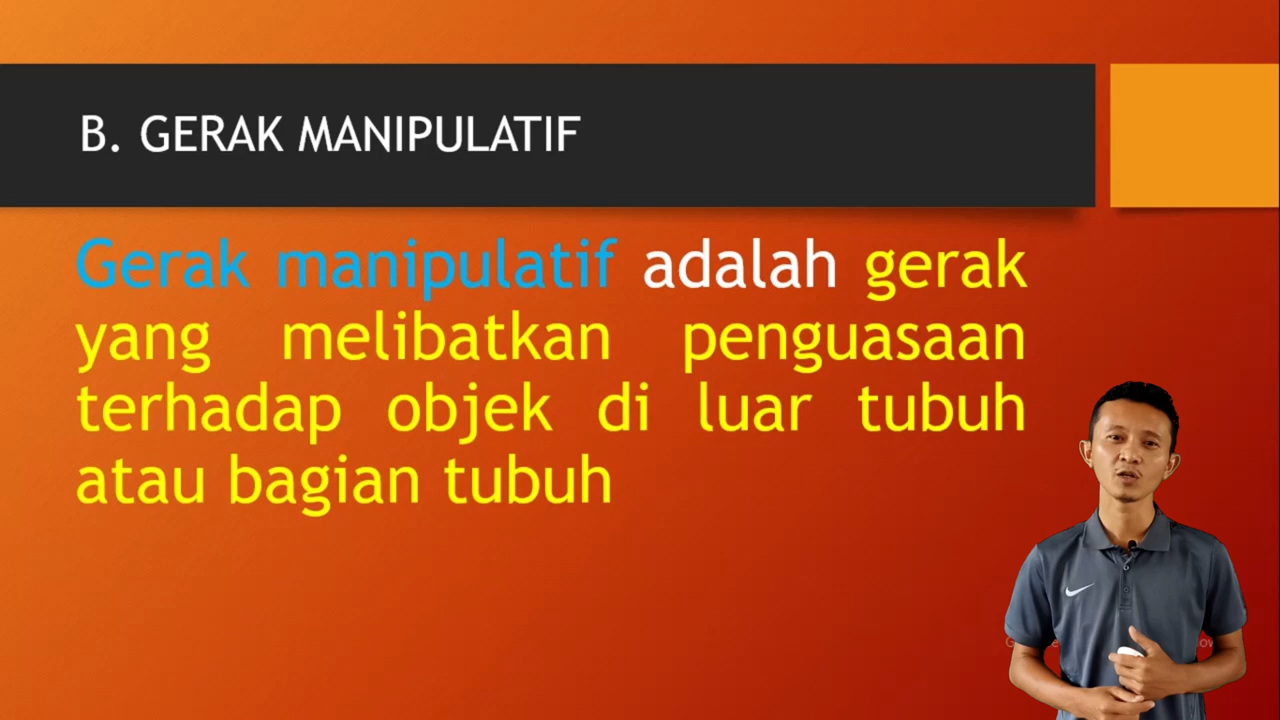 B. GERAK MANIPULATIF
Gerak manipulatif adalah gerak
yang melibatkan penguasaan
terhadap objek di luar tubuh
atau bagian tubuh